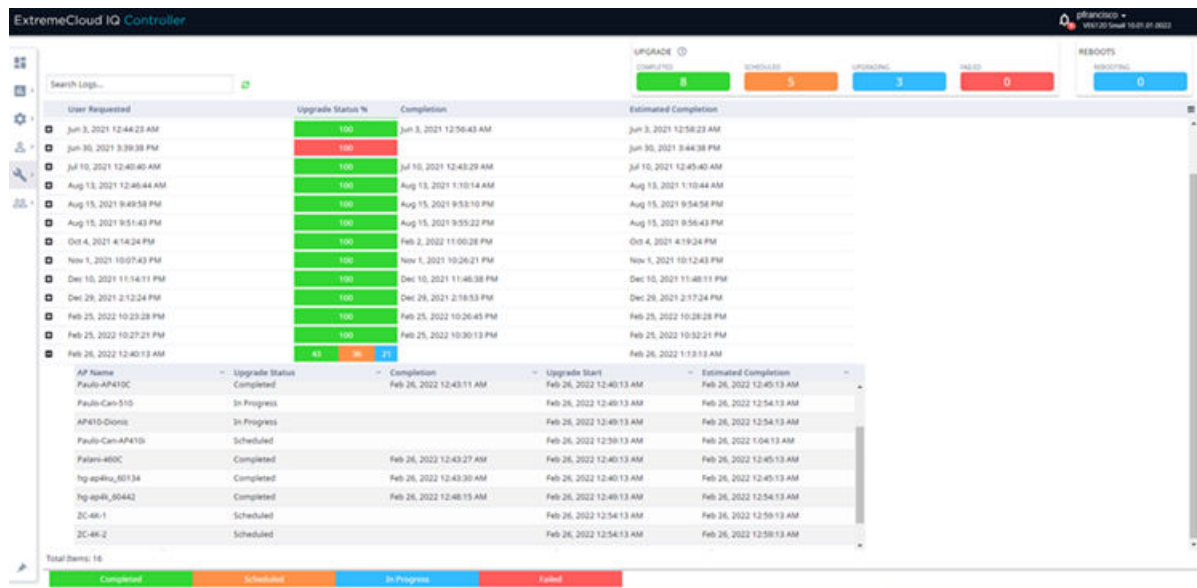 ExtremeCloud IQ Controller
pfrancisco
VE6120 Small 10.01.01.0022
UPGRADE
REBOOTS
COMPLETED SCHEDULED UPGRADING FAILED REBOOTING
8 5 3 0 0
Search Logs...
User Requested Upgrade Status % Completion Estimated Completion
Jun 3, 2021 12:44:23 AM 100 Jun 3, 2021 12:56:43 AM Jun 3, 2021 12:58:23 AM
Jun 30, 2021 3:39:38 PM 100 Jun 30, 2021 3:44:38 PM
Jul 10, 2021 12:40:40 AM 100 Jul 10, 2021 12:43:29 AM Jul 10, 2021 12:45:40 AM
Aug 13, 2021 12:46:44 AM 100 Aug 13, 2021 1:10:14 AM Aug 13, 2021 1:10:44 AM
Aug 15, 2021 9:49:58 PM 100 Aug 15, 2021 9:53:10 PM Aug 15, 2021 9:54:58 PM
Aug 15, 2021 9:51:43 PM 100 Aug 15, 2021 9:55:22 PM Aug 15, 2021 9:56:43 PM
Oct 4, 2021 4:14:24 PM 100 Feb 2, 2022 11:00:28 PM Oct 4, 2021 4:19:24 PM
Nov 1, 2021 10:07:43 PM 100 Nov 1, 2021 10:26:21 PM Nov 1, 2021 10:12:43 PM
Dec 10, 2021 11:14:11 PM 100 Dec 10, 2021 11:46:38 PM Dec 10, 2021 11:48:11 PM
Dec 29, 2021 2:12:24 PM 100 Dec 29, 2021 2:18:53 PM Dec 29, 2021 2:17:24 PM
Feb 25, 2022 10:23:28 PM 100 Feb 25, 2022 10:26:45 PM Feb 25, 2022 10:28:28 PM
Feb 25, 2022 10:27:21 PM 100 Feb 25, 2022 10:30:13 PM Feb 25, 2022 10:32:21 PM
Feb 26, 2022 12:40:13 AM 43 36 21 Feb 26, 2022 1:13:13 AM
AP Name Upgrade Status Completion Upgrade Start Estimated Completion
Paulo-AP410C Completed Feb 26, 2022 12:43:11 AM Feb 26, 2022 12:40:13 AM Feb 26, 2022 12:45:13 AM
Paulo-Can-510 In Progress Feb 26, 2022 12:49:13 AM Feb 26, 2022 12:54:13 AM
AP410-Dionis In Progress Feb 26, 2022 12:49:13 AM Feb 26, 2022 12:54:13 AM
Paulo-Can-AP410i Scheduled Feb 26, 2022 12:59:13 AM Feb 26, 2022 1:04:13 AM
Palani-460C Completed Feb 26, 2022 12:43:27 AM Feb 26, 2022 12:40:13 AM Feb 26, 2022 12:45:13 AM
hg-ap4ku_60134 Completed Feb 26, 2022 12:43:30 AM Feb 26, 2022 12:40:13 AM Feb 26, 2022 12:45:13 AM
hg-ap4k_60442 Completed Feb 26, 2022 12:48:15 AM Feb 26, 2022 12:49:13 AM Feb 26, 2022 12:54:13 AM
ZC-4K-1 Scheduled Feb 26, 2022 12:54:13 AM Feb 26, 2022 12:59:13 AM
ZC-4K-2 Scheduled Feb 26, 2022 12:54:13 AM Feb 26, 2022 12:59:13 AM
Total Items: 16
Completed Scheduled In Progress Failed